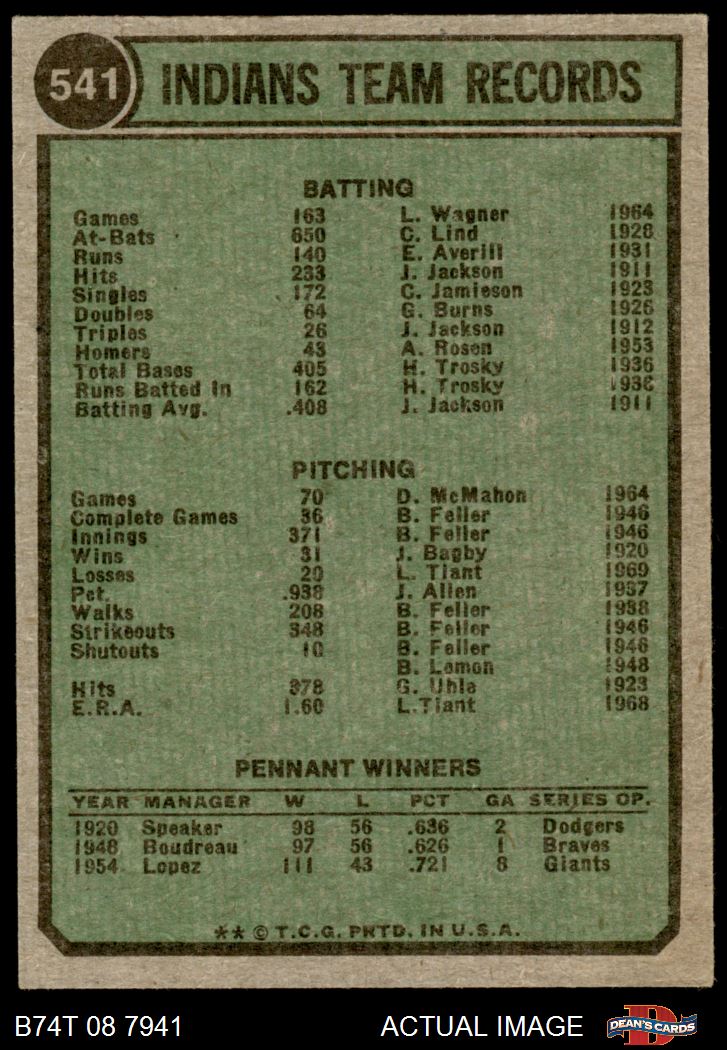 541 INDIANS TEAM RECORDS
BATTING
Games 163 L. Wagner 1964
At-Bats 650 C. Lind 1928
Runs 140 E. Averill 1931
Hits 233 J. Jackson 1911
Singles 172 C. Jamieson 1923
Doubles 64 G. Burns 1926
Triples 26 J. Jackson 1912
Homers 43 A. Rosen 1953
Total Bases 405 H. Trosky 1936
Runs Batted In 162 H. Trosky 1936
Batting Avg. .408 J. Jackson 1911
PITCHING
Games 70 D. McMahon 1964
Complete Games 36 B. Feller 1946
Innings 371 B. Feller 1946
Wins 31 J. Bagby 1920
Losses 20 L. Tiant 1969
Pct. .938 J. Allen 1937
Walks 208 B. Feller 1938
Strikeouts 348 B. Feller 1946
Shutouts 10 B. Feller 1946
B. Lemon 1948
Hits 378 G. Uhle 1923
E.R.A. 1.60 L.Tiant 1968
PENNANT WINNERS
YEAR MANAGER W L PCT GA SERIES OP.
1920 Speaker 98 56 .636 2 Dodgers
1948 Boudreau 97 56 .626 1 Braves
1954 Lopez 111 43 .721 8 Giants
** © T.C.G. PRTD. IN U.S.A.
B74T 08 7941 ACTUAL IMAGE DEAN'S CARDS